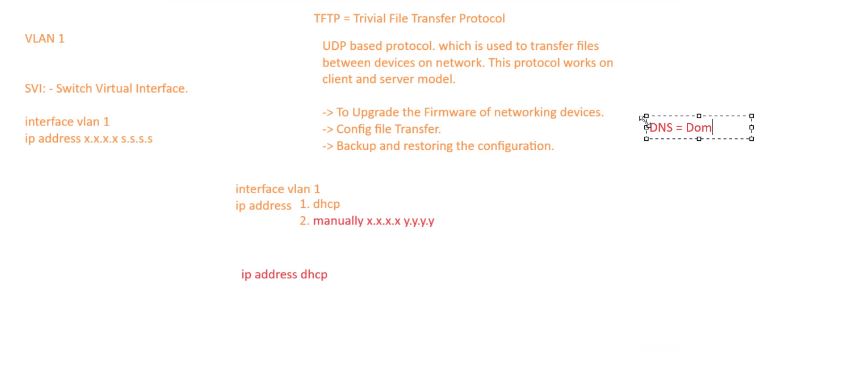 TFTP = Trivial File Transfer Protocol
VLAN 1
UDP based protocol. which is used to transfer files
between devices on network. This protocol works on
client and server model.
SVI: - Switch Virtual Interface.
-> To Upgrade the Firmware of networking devices.
interface vlan 1
-> Config file Transfer.
DNS = Dom
ip address x.x.x.x s.s.s.s
-> Backup and restoring the configuration.
interface vlan 1
ip address 1. dhcp
2. manually x.x.x.x y.y.y.y
ip address dhcp